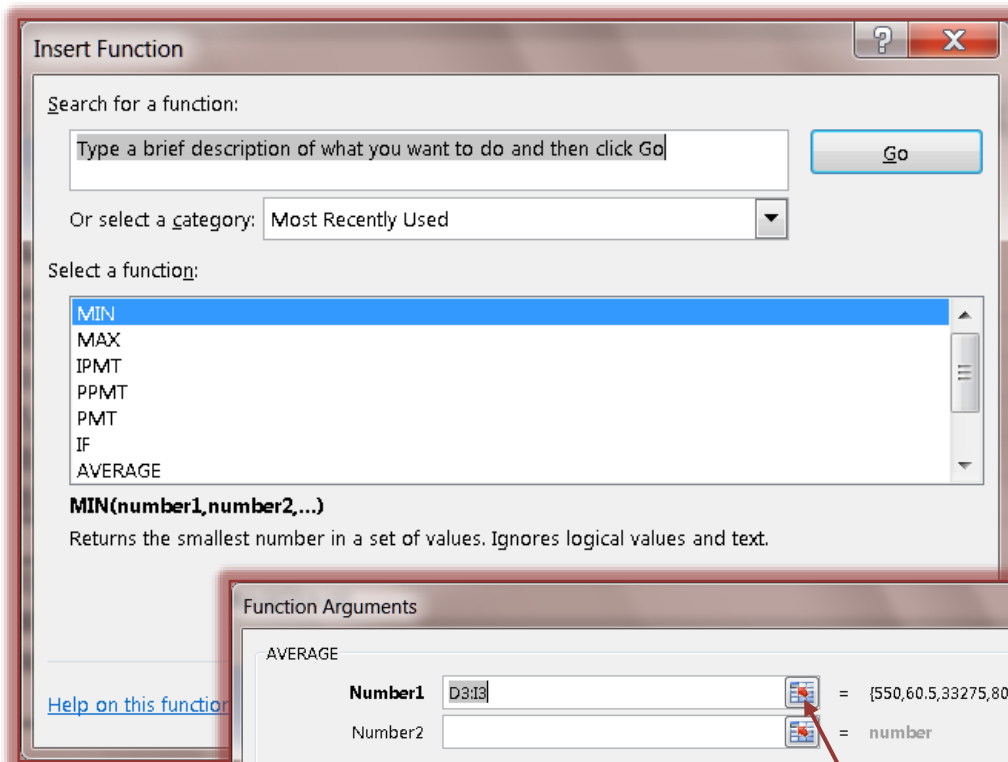 Insert Function
Search for a function:
Type a brief description of what you want to do and then click Go
Go
Or select a category: Most Recently Used
Select a function:
MIN
MAX
IPMT
PPMT
PMT
IF
AVERAGE
MIN(number1,number2,...)
Returns the smallest number in a set of values. Ignores logical values and text.
Help on this function
Function Arguments
AVERAGE
Number1 D3:I3 = {550,60.5,33275,80
Number2 = number